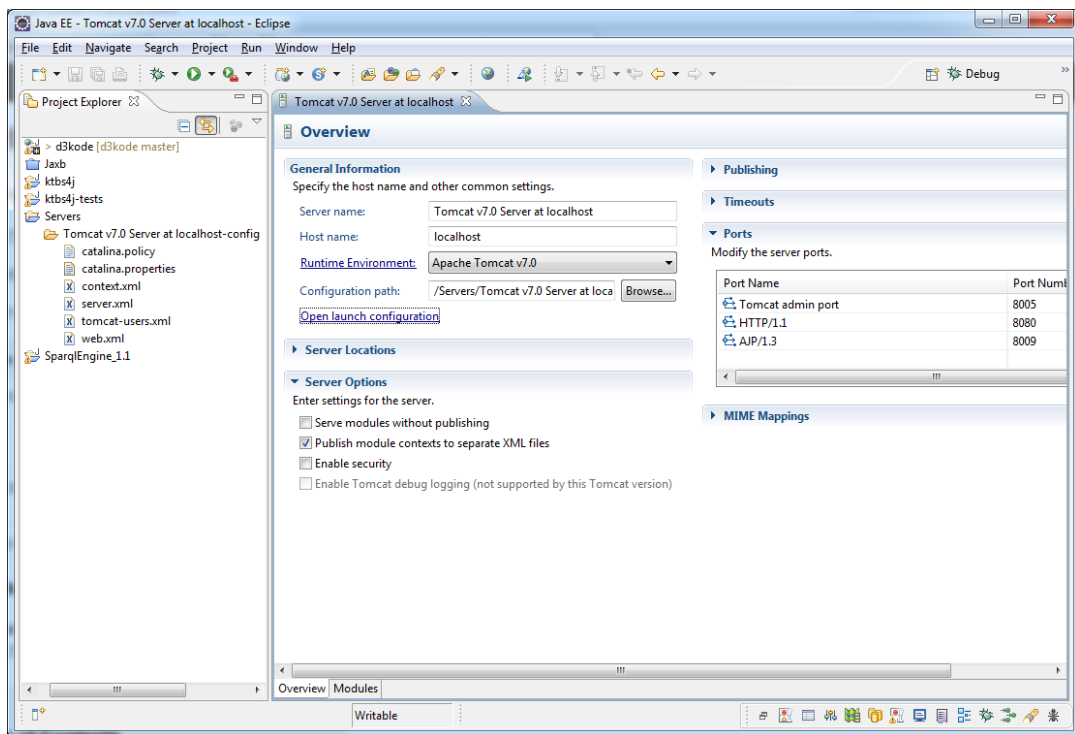 Java EE - Tomcat v7.0 Server at localhost - Eclipse
File Edit Navigate Search Project Run Window Help
Debug
Project Explorer
Tomcat v7.0 Server at localhost
> d3kode [d3kode master]
Jaxb
ktbs4j
ktbs4j-tests
Servers
Tomcat v7.0 Server at localhost-config
catalina.policy
catalina.properties
context.xml
server.xml
tomcat-users.xml
web.xml
SparqlEngine_1.1
Overview
General Information
Specify the host name and other common settings.
Server name: Tomcat v7.0 Server at localhost
Host name: localhost
Runtime Environment: Apache Tomcat v7.0
Configuration path: /Servers/Tomcat v7.0 Server at loca Browse...
Open launch configuration
Server Locations
Server Options
Enter settings for the server.
Serve modules without publishing
Publish module contexts to separate XML files
Enable security
Enable Tomcat debug logging (not supported by this Tomcat version)
Publishing
Timeouts
Ports
Modify the server ports.
Port Name Port Numb
Tomcat admin port 8005
HTTP/1.1 8080
AJP/1.3 8009
MIME Mappings
Overview Modules
Writable